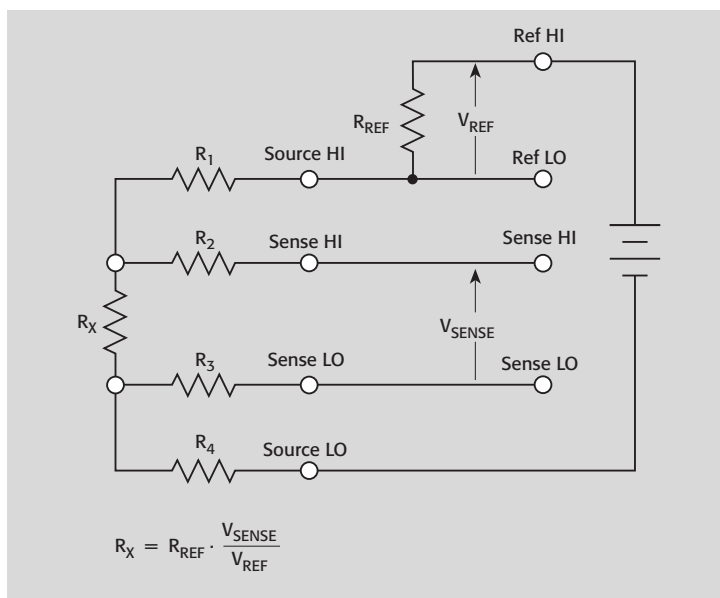 Ref HI
R_REF
V_REF
R_1
Source HI
Ref LO
R_2
Sense HI
Sense HI
R_X
V_SENSE
R_3
Sense LO
Sense LO
R_4
Source LO
R_X = R_REF · V_SENSE / V_REF